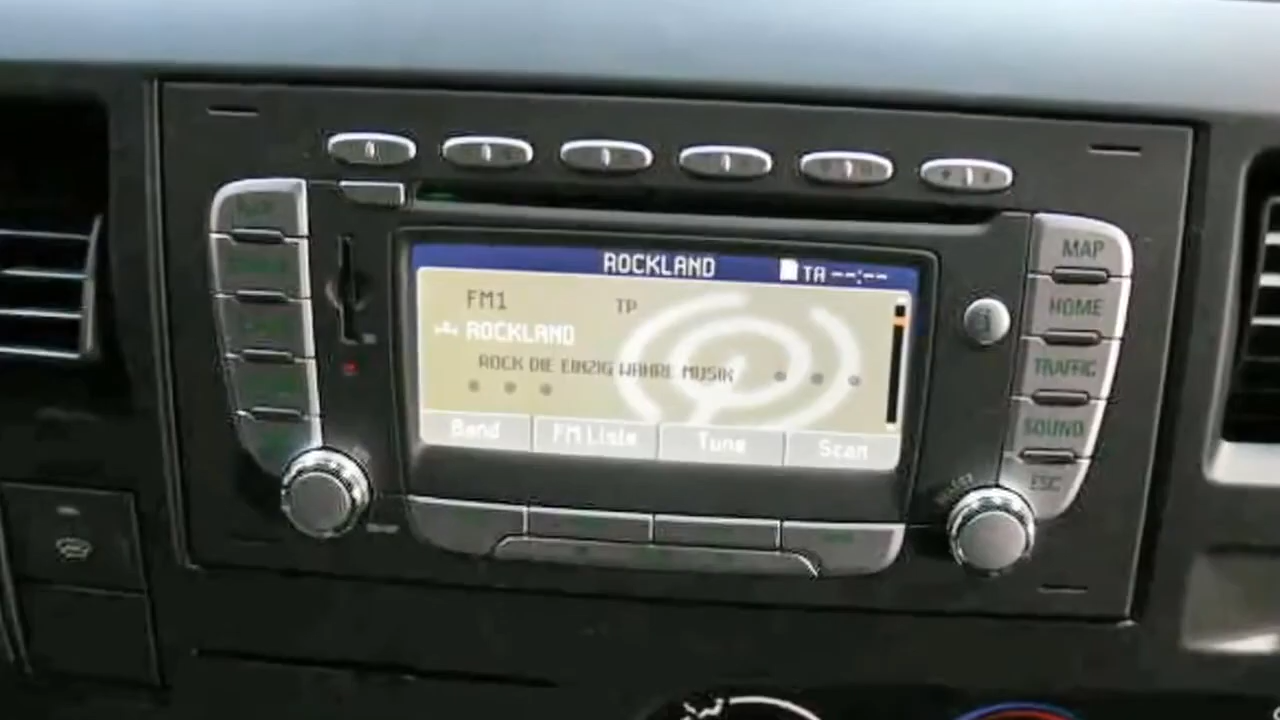 ROCKLAND TA --:--
FM1 TP
ROCKLAND
ROCK DIE EINZIG WAHRE MUSIK
Band FM Liste Tune Scan
MAP
HOME
TRAFFIC
SOUND
ESC